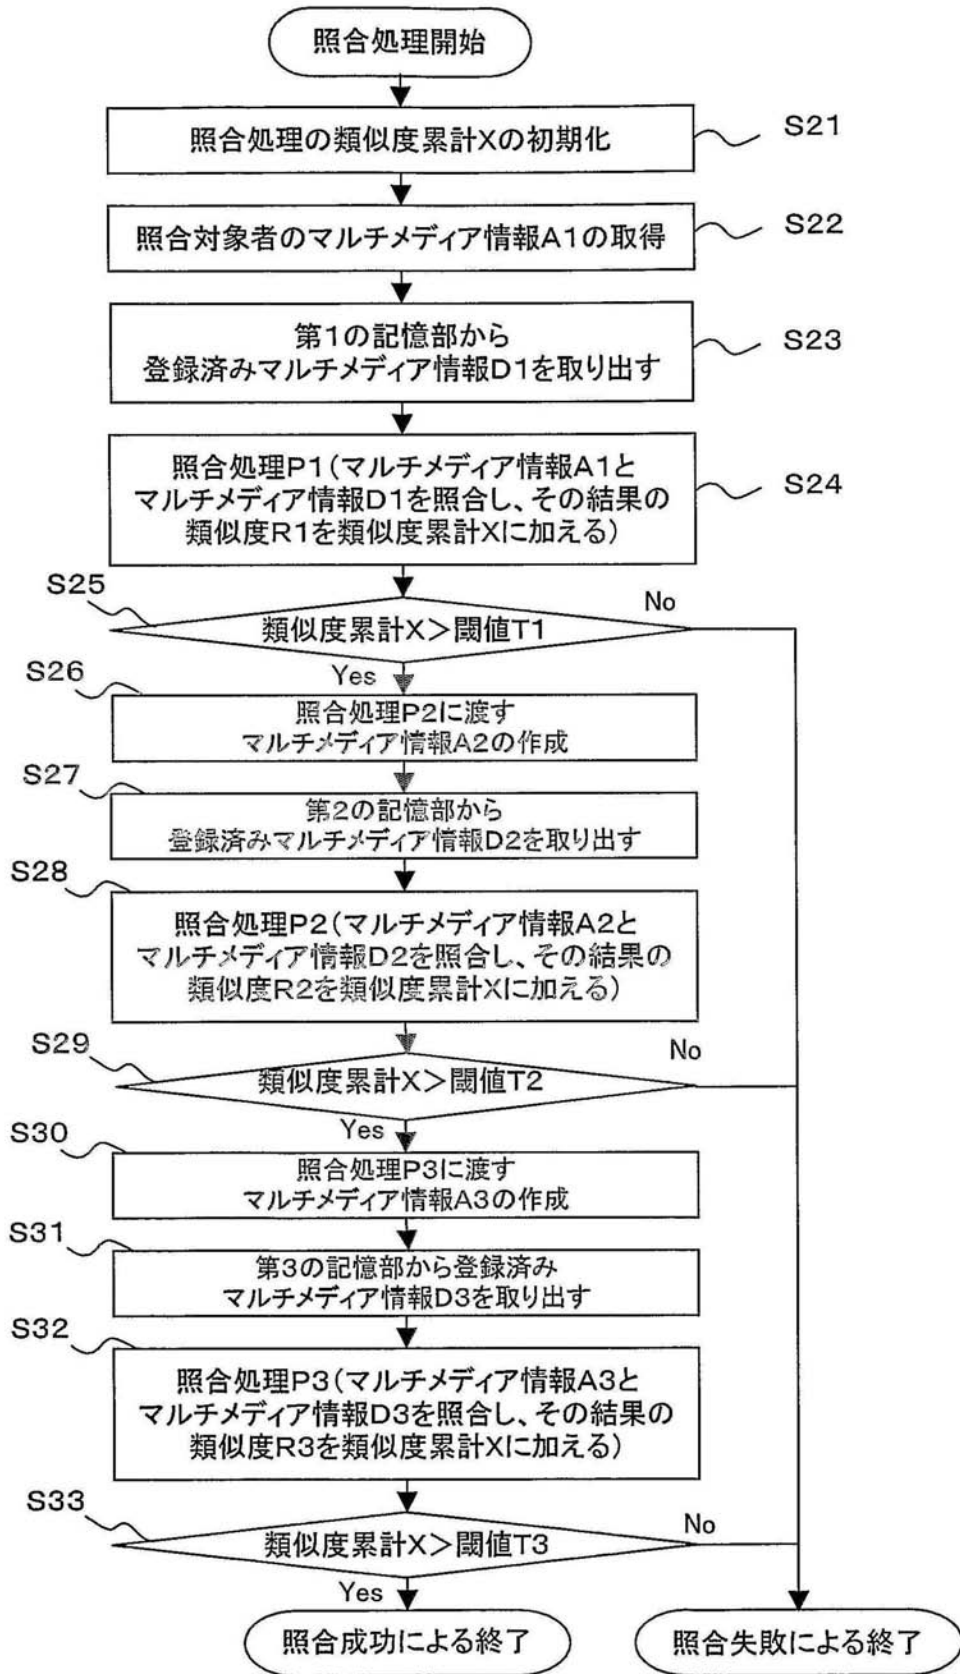 照合処理開始
照合処理の類似度累計Xの初期化
S21
照合対象者のマルチメディア情報A1の取得
S22
第1の記憶部から
登録済みマルチメディア情報D1を取り出す
S23
照合処理P1(マルチメディア情報A1と
マルチメディア情報D1を照合し、その結果の
類似度R1を類似度累計Xに加える)
S24
S25
類似度累計X>閾値T1
No
Yes
S26
照合処理P2に渡す
マルチメディア情報A2の作成
S27
第2の記憶部から
登録済みマルチメディア情報D2を取り出す
S28
照合処理P2(マルチメディア情報A2と
マルチメディア情報D2を照合し、その結果の
類似度R2を類似度累計Xに加える)
S29
類似度累計X>閾値T2
No
Yes
S30
照合処理P3に渡す
マルチメディア情報A3の作成
S31
第3の記憶部から登録済み
マルチメディア情報D3を取り出す
S32
照合処理P3(マルチメディア情報A3と
マルチメディア情報D3を照合し、その結果の
類似度R3を類似度累計Xに加える)
S33
類似度累計X>閾値T3
No
Yes
照合成功による終了
照合失敗による終了